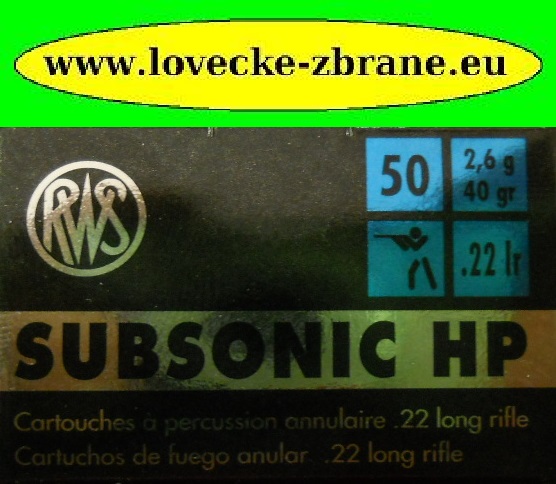 www.lovecke-zbrane.eu
RWS
50
2,6 g
40 gr
.22 lr
SUBSONIC HP
Cartouches à percussion annulaire .22 long rifle
Cartuchos de fuego anular .22 long rifle